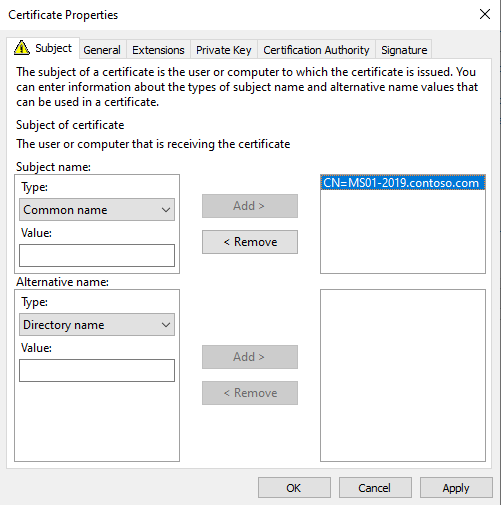 Certificate Properties
Subject General Extensions Private Key Certification Authority Signature
The subject of a certificate is the user or computer to which the certificate is issued. You
can enter information about the types of subject name and alternative name values that
can be used in a certificate.
Subject of certificate
The user or computer that is receiving the certificate
Subject name:
Type:
Common name
Value:
Add >
< Remove
CN=MS01-2019.contoso.com
Alternative name:
Type:
Directory name
Value:
Add >
< Remove
OK Cancel Apply